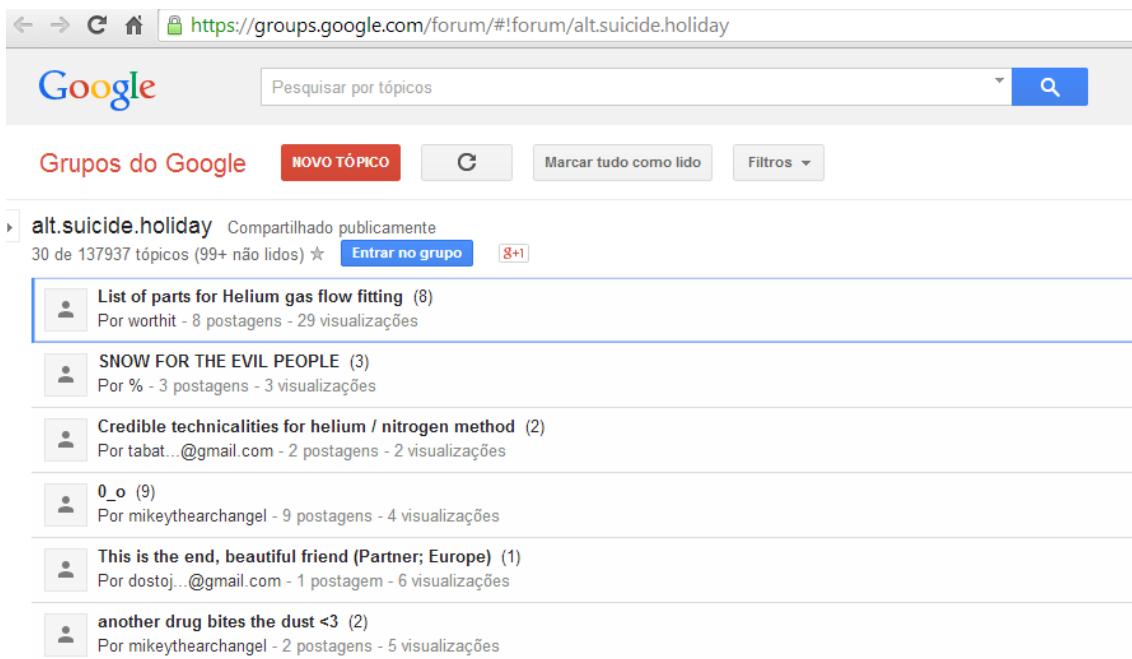 https://groups.google.com/forum/#!forum/alt.suicide.holiday
Google
Pesquisar por tópicos
Grupos do Google NOVO TÓPICO Marcar tudo como lido Filtros
alt.suicide.holiday Compartilhado publicamente
30 de 137937 tópicos (99+ não lidos) Entrar no grupo g+1
List of parts for Helium gas flow fitting (8)
Por worthit - 8 postagens - 29 visualizações
SNOW FOR THE EVIL PEOPLE (3)
Por % - 3 postagens - 3 visualizações
Credible technicalities for helium / nitrogen method (2)
Por tabat...@gmail.com - 2 postagens - 2 visualizações
0_o (9)
Por mikeythearchangel - 9 postagens - 4 visualizações
This is the end, beautiful friend (Partner; Europe) (1)
Por dostoj...@gmail.com - 1 postagem - 6 visualizações
another drug bites the dust <3 (2)
Por mikeythearchangel - 2 postagens - 5 visualizações